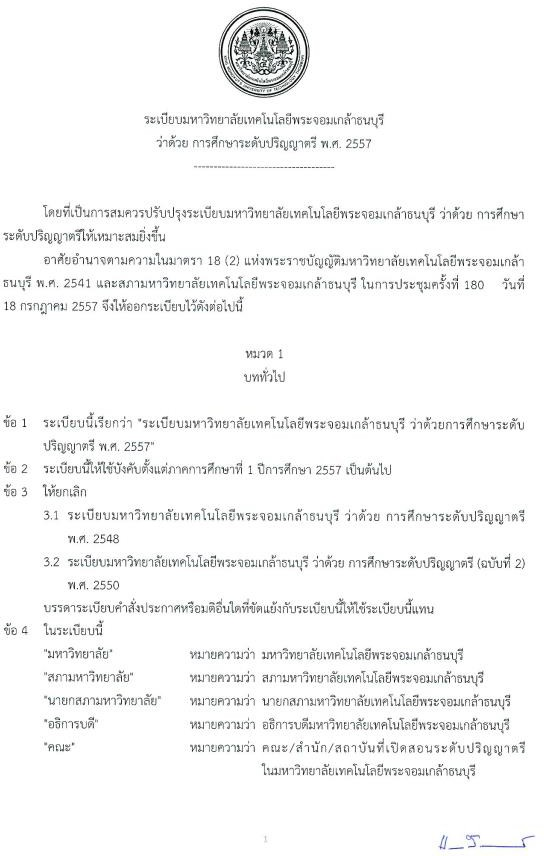 ระเบียบมหาวิทยาลัยเทคโนโลยีพระจอมเกล้าธนบุรี
ว่าด้วย การศึกษาระดับปริญญาตรี พ.ศ. 2557
-----------------------------------
โดยที่เป็นการสมควรปรับปรุงระเบียบมหาวิทยาลัยเทคโนโลยีพระจอมเกล้าธนบุรี ว่าด้วย การศึกษา
ระดับปริญญาตรีให้เหมาะสมยิ่งขึ้น
อาศัยอำนาจตามความในมาตรา 18 (2) แห่งพระราชบัญญัติมหาวิทยาลัยเทคโนโลยีพระจอมเกล้า
ธนบุรี พ.ศ. 2541 และสภามหาวิทยาลัยเทคโนโลยีพระจอมเกล้าธนบุรี ในการประชุมครั้งที่ 180 วันที่
18 กรกฎาคม 2557 จึงให้ออกระเบียบไว้ดังต่อไปนี้
หมวด 1
บททั่วไป
ข้อ 1 ระเบียบนี้เรียกว่า "ระเบียบมหาวิทยาลัยเทคโนโลยีพระจอมเกล้าธนบุรี ว่าด้วยการศึกษาระดับ
ปริญญาตรี พ.ศ. 2557"
ข้อ 2 ระเบียบนี้ให้ใช้บังคับตั้งแต่ภาคการศึกษาที่ 1 ปีการศึกษา 2557 เป็นต้นไป
ข้อ 3 ให้ยกเลิก
3.1 ระเบียบมหาวิทยาลัยเทคโนโลยีพระจอมเกล้าธนบุรี ว่าด้วย การศึกษาระดับปริญญาตรี
พ.ศ. 2548
3.2 ระเบียบมหาวิทยาลัยเทคโนโลยีพระจอมเกล้าธนบุรี ว่าด้วย การศึกษาระดับปริญญาตรี (ฉบับที่ 2)
พ.ศ. 2550
บรรดาระเบียบคำสั่งประกาศหรือมติอื่นใดที่ขัดแย้งกับระเบียบนี้ให้ใช้ระเบียบนี้แทน
ข้อ 4 ในระเบียบนี้
"มหาวิทยาลัย" หมายความว่า มหาวิทยาลัยเทคโนโลยีพระจอมเกล้าธนบุรี
"สภามหาวิทยาลัย" หมายความว่า สภามหาวิทยาลัยเทคโนโลยีพระจอมเกล้าธนบุรี
"นายกสภามหาวิทยาลัย" หมายความว่า นายกสภามหาวิทยาลัยเทคโนโลยีพระจอมเกล้าธนบุรี
"อธิการบดี" หมายความว่า อธิการบดีมหาวิทยาลัยเทคโนโลยีพระจอมเกล้าธนบุรี
"คณะ" หมายความว่า คณะ/สำนัก/สถาบันที่เปิดสอนระดับปริญญาตรี
ในมหาวิทยาลัยเทคโนโลยีพระจอมเกล้าธนบุรี
1